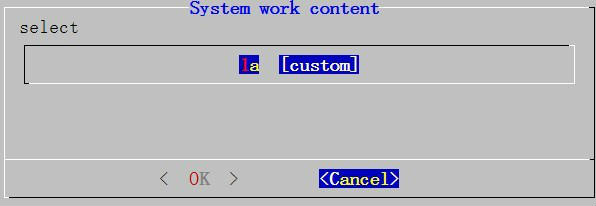 System work content
select
1a [custom]
< OK > <Cancel>